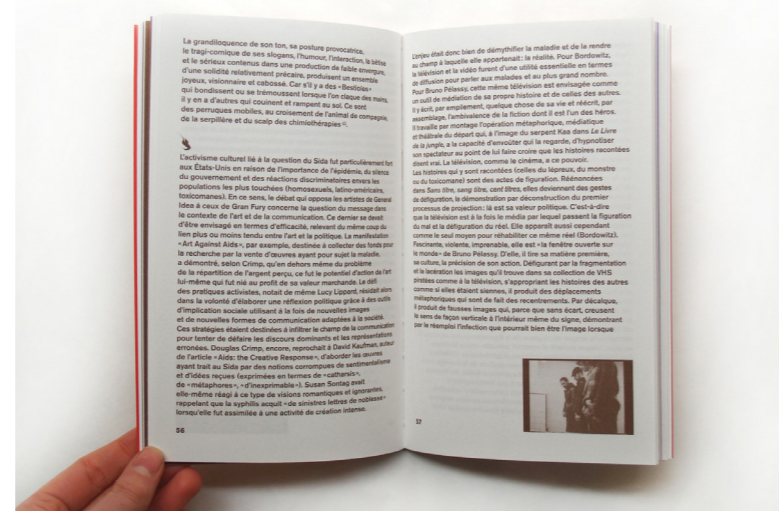 La grandiloquence de son ton, sa posture provocatrice,
le tragi-comique de ses slogans, l'humour, l'interaction, la bêtise
et le sérieux contenus dans une production de faible envergure,
d'une solidité relativement précaire, produisant un ensemble
joyeux, visionnaire et cabossé. Car s'il y a des «Bestioles»
qui bondissent ou se trémoussent lorsque l'on claque des mains,
il y en a d'autres qui couinent et rampent au sol. Ce sont
des perruques mobiles, au croisement de l'animal de compagnie,
de la serpillère et du scalp des chimiothérapies
L'activisme culturel lié à la question du Sida fut particulièrement fort
aux États-Unis en raison de l'importance de l'épidémie, du silence
du gouvernement et des réactions discriminatoires envers les
populations les plus touchées (homosexuels, latino-américains,
toxicomanes). En ce sens, le débat qui oppose les artistes de General
Idea à ceux de Gran Fury concerne la question du message dans
le contexte de l'art et de la communication. Ce dernier se devait
d'être envisagé en termes d'efficacité, relevant du même coup du
lien plus ou moins tendu entre l'art et la politique. La manifestation
«Art Against Aids», par exemple, destinée à collecter des fonds pour
la recherche par la vente d'œuvres ayant pour sujet la maladie,
a démontré, selon Crimp, qu'en dehors même du problème
de la répartition de l'argent perçu, ce fut le potentiel d'action de l'art
lui-même qui fut nié au profit de sa valeur marchande. Le défi
des pratiques activistes, notait de même Lucy Lippard, résidait alors
dans la volonté d'élaborer une réflexion politique grâce à des outils
d'implication sociale utilisant à la fois de nouvelles images
et de nouvelles formes de communication adaptées à la société.
Ces stratégies étaient destinées à infiltrer le champ de la communication
pour tenter de défaire les discours dominants et les représentations
erronées. Douglas Crimp, encore, reprochait à David Kaufman, auteur
de l'article «Aids: the Creative Response», d'aborder les œuvres
ayant trait au Sida par des notions corrompues de sentimentalisme
et d'idées reçues (exprimées en termes de «catharsis»,
de «métaphores», «d'inexprimable»). Susan Sontag avait
elle-même réagi à ce type de visions romantiques et ignorantes,
rappelant que la syphilis acquit «de sinistres lettres de noblesse»
lorsqu'elle fut assimilée à une activité de création intense.
56
L'enjeu était donc bien de démythifier la maladie et de la rendre
au champ à laquelle elle appartenait: la réalité. Pour Bordowitz,
la télévision et la vidéo furent d'une utilité essentielle en termes
de diffusion pour parler aux malades et au plus grand nombre.
Pour Bruno Pélassy, cette même télévision est envisagée comme
un outil de médiation de sa propre histoire et de celles des autres.
Il y écrit, par empilement, quelque chose de sa vie et réécrit, par
assemblage, l'ambivalence de la fiction dont il est l'un des héros.
Il travaille par montage l'opération métaphorique, médiatique
et théâtrale du départ qui, à l'image du serpent Kaa dans Le Livre
de la jungle, a la capacité d'envoûter qui la regarde, d'hypnotiser
son spectateur au point de lui faire croire que les histoires racontées
disent vrai. La télévision, comme le cinéma, a ce pouvoir.
Les histoires qui y sont racontées (celles du lépreux, du monstre
ou du toxicomane) sont des actes de figuration. Réénoncées
dans Sans titre, sang titre, cent titres, elles deviennent des gestes
de défiguration, le démonstration par déconstruction du premier
processus de projection: là est sa valeur politique. C'est-à-dire
que la télévision est à la fois le média par lequel passent la figuration
du mal et la défiguration du réel. Elle apparaît aussi cependant
comme le seul moyen pour réhabiliter ce même réel (Bordowitz).
Fascinante, violente, imprenable, elle est «la fenêtre ouverte sur
le monde» de Bruno Pélassy. D'elle, il tire sa matière première,
sa culture, la précision de son action. Défigurant par la fragmentation
et la lacération les images qu'il trouve dans sa collection de VHS
piratées comme à la télévision, s'appropriant les histoires des autres
comme si elles étaient siennes, il produit des déplacements
métaphoriques qui sont de fait des recentrements. Par décalque,
il produit de fausses images qui, parce que sans écart, creusent
le sens de façon verticale à l'intérieur même du signe, démontrant
par le réemploi l'infection que pourrait bien être l'image lorsque
57